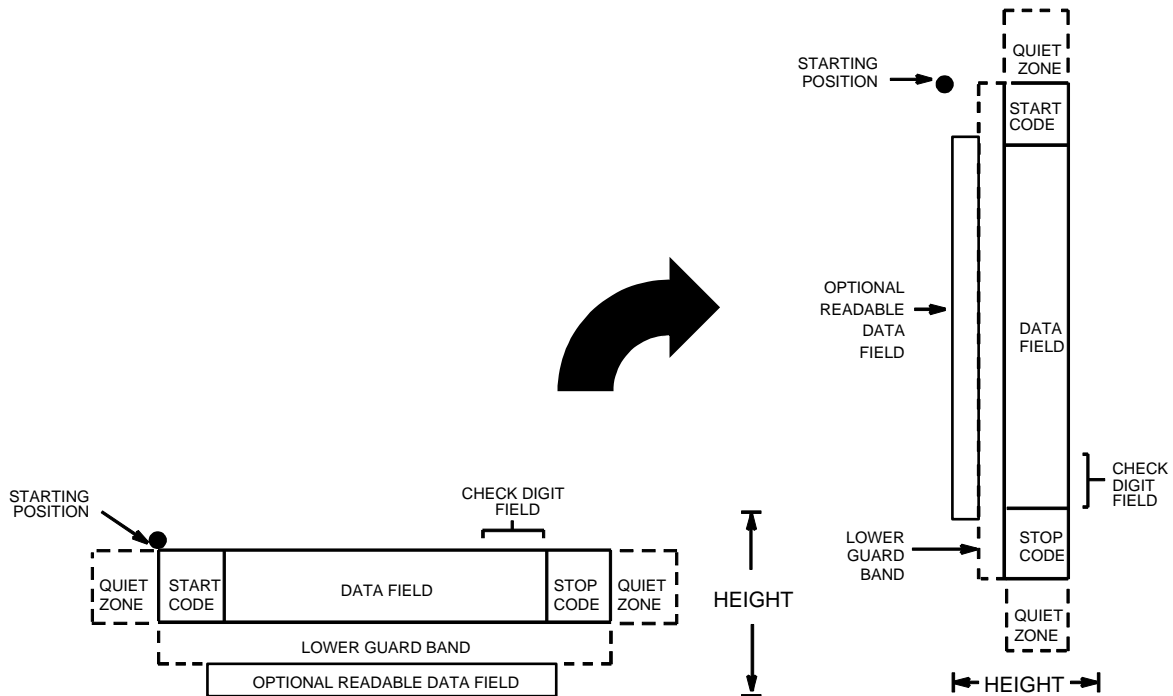 STARTING
POSITION
CHECK DIGIT
FIELD
QUIET
ZONE
START
CODE
DATA FIELD
STOP
CODE
QUIET
ZONE
LOWER GUARD BAND
OPTIONAL READABLE DATA FIELD
HEIGHT
QUIET
ZONE
STARTING
POSITION
START
CODE
OPTIONAL
READABLE
DATA
FIELD
DATA
FIELD
CHECK
DIGIT
FIELD
LOWER
GUARD
BAND
STOP
CODE
QUIET
ZONE
HEIGHT